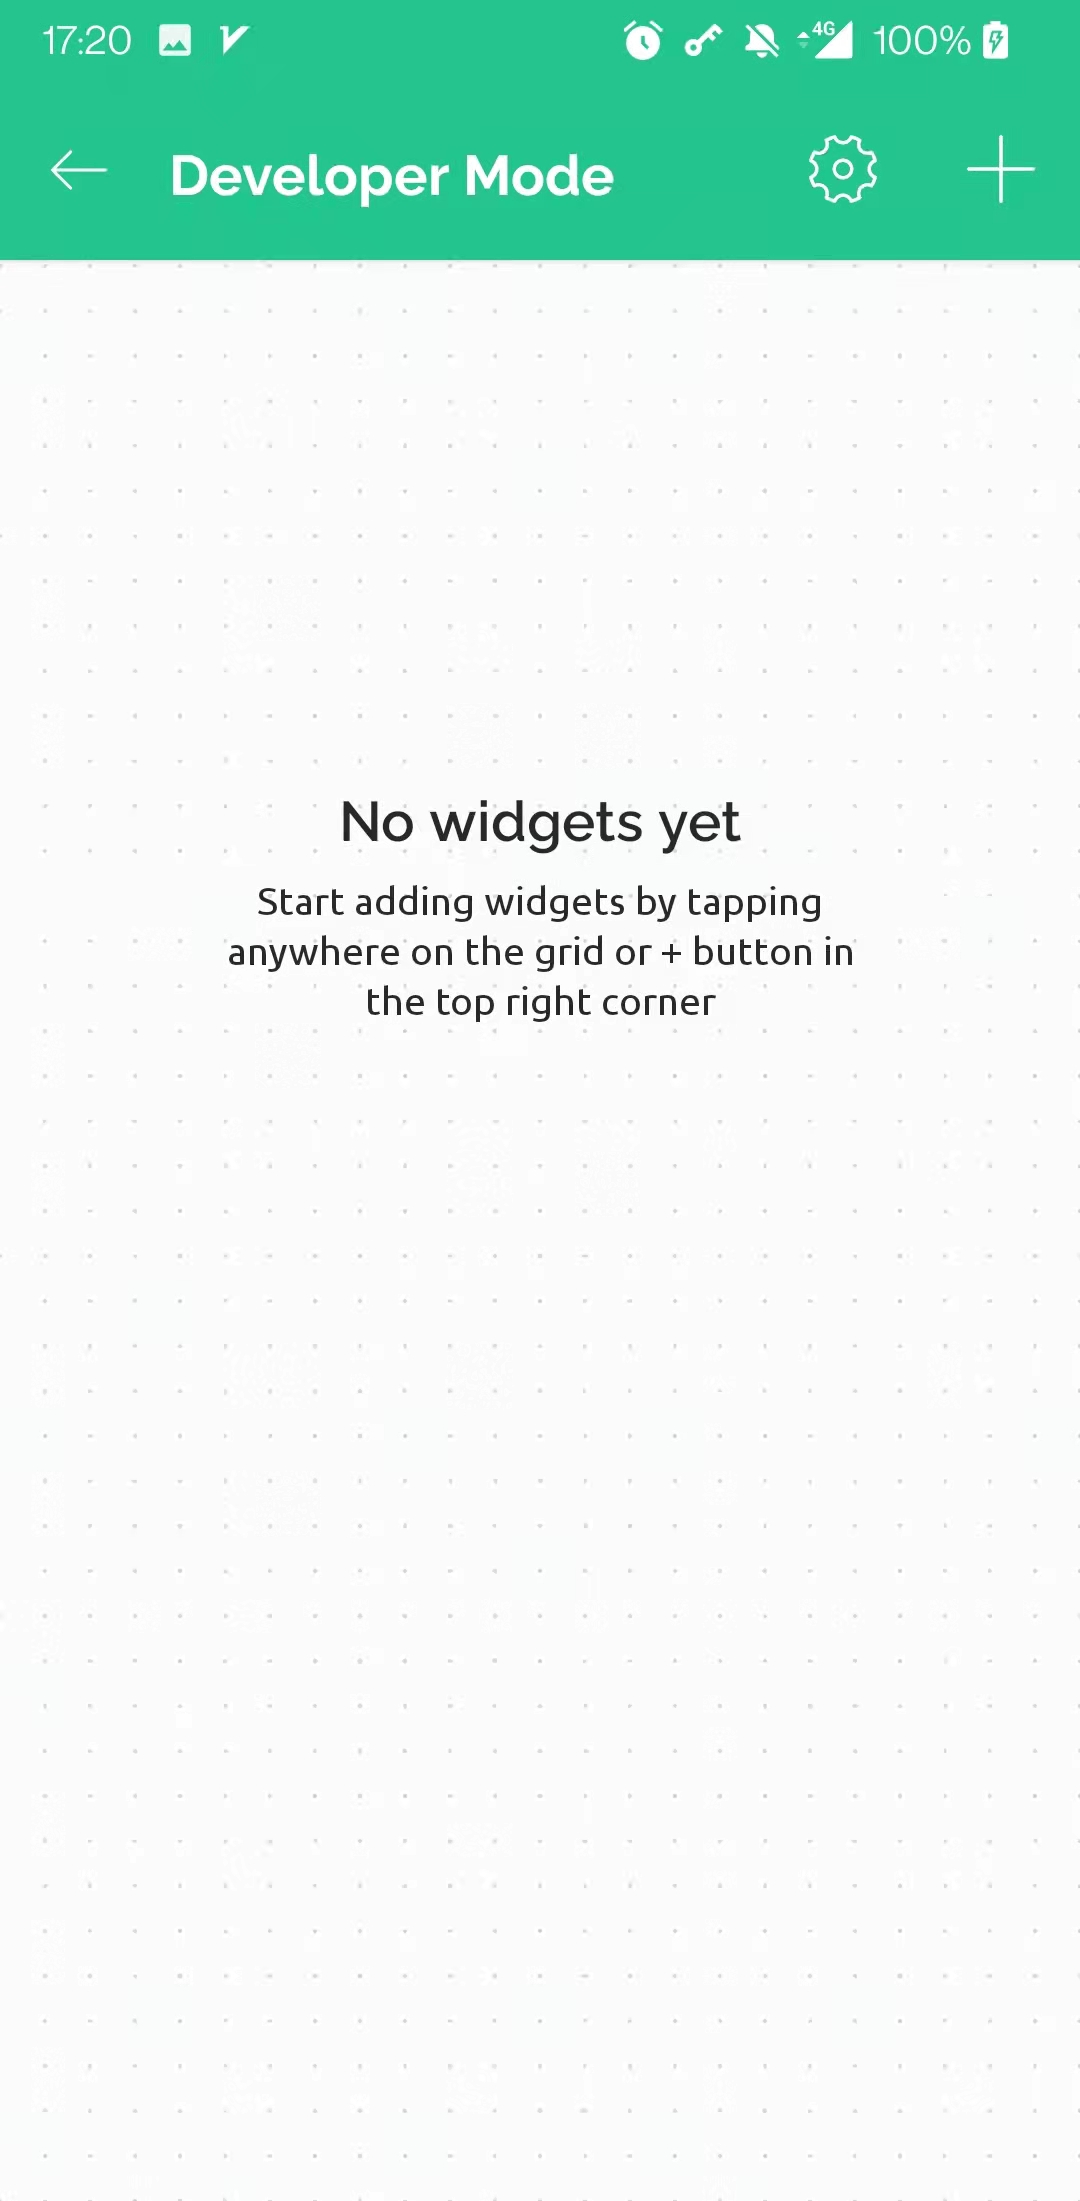 17:20 4G 100%
Developer Mode
No widgets yet
Start adding widgets by tapping
anywhere on the grid or + button in
the top right corner